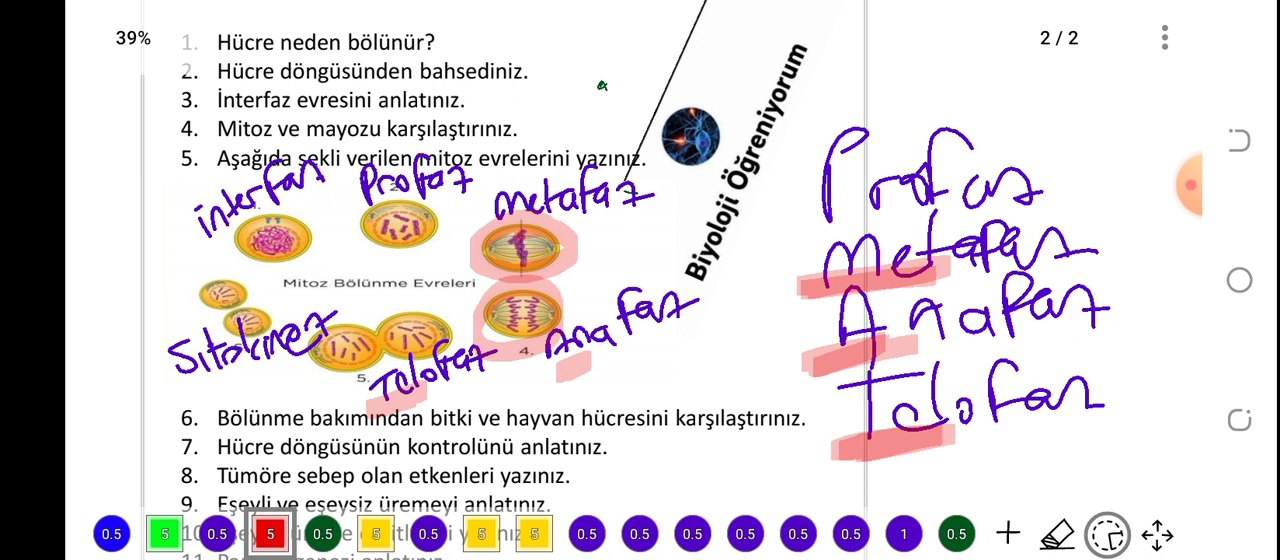 39%
2 / 2
1. Hücre neden bölünür?
2. Hücre döngüsünden bahsediniz.
3. İnterfaz evresini anlatınız.
4. Mitoz ve mayozu karşılaştırınız.
5. Aşağıda şekli verilen mitoz evrelerini yazınız.
interfaz
Profaz
metafaz
Mitoz Bölünme Evreleri
Sitokinez
5.
Telofaz
4.
Anafaz
Biyoloji Öğreniyorum
Profaz
Metafaz
Anafaz
Telofaz
6. Bölünme bakımından bitki ve hayvan hücresini karşılaştırınız.
7. Hücre döngüsünün kontrolünü anlatınız.
8. Tümöre sebep olan etkenleri yazınız.
9. Eşeyli ve eşeysiz üremeyi anlatınız.
0.5 5 0.5 5 0.5 5 0.5 5 5 0.5 0.5 0.5 0.5 0.5 0.5 1 0.5